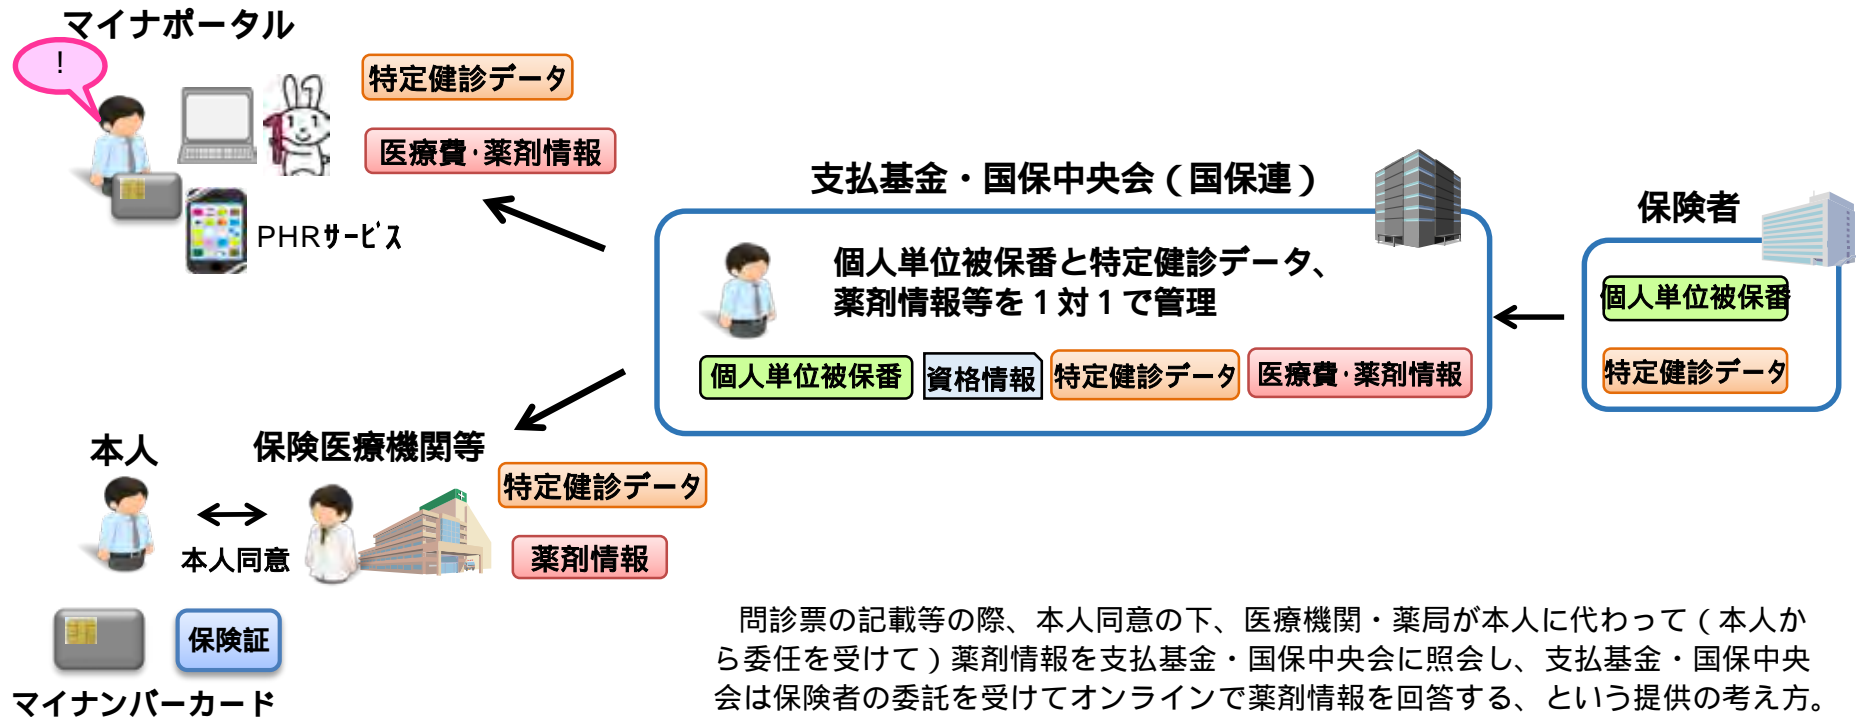 マイナポータル
！
特定健診データ
医療費・薬剤情報
PHRサービス
支払基金・国保中央会（国保連）
個人単位被保番と特定健診データ、
薬剤情報等を１対１で管理
個人単位被保番
資格情報
特定健診データ
医療費・薬剤情報
保険者
個人単位被保番
特定健診データ
本人
保険医療機関等
特定健診データ
本人同意
薬剤情報
保険証
マイナンバーカード
問診票の記載等の際、本人同意の下、医療機関・薬局が本人に代わって（本人か
ら委任を受けて）薬剤情報を支払基金・国保中央会に照会し、支払基金・国保中央
会は保険者の委託を受けてオンラインで薬剤情報を回答する、という提供の考え方。